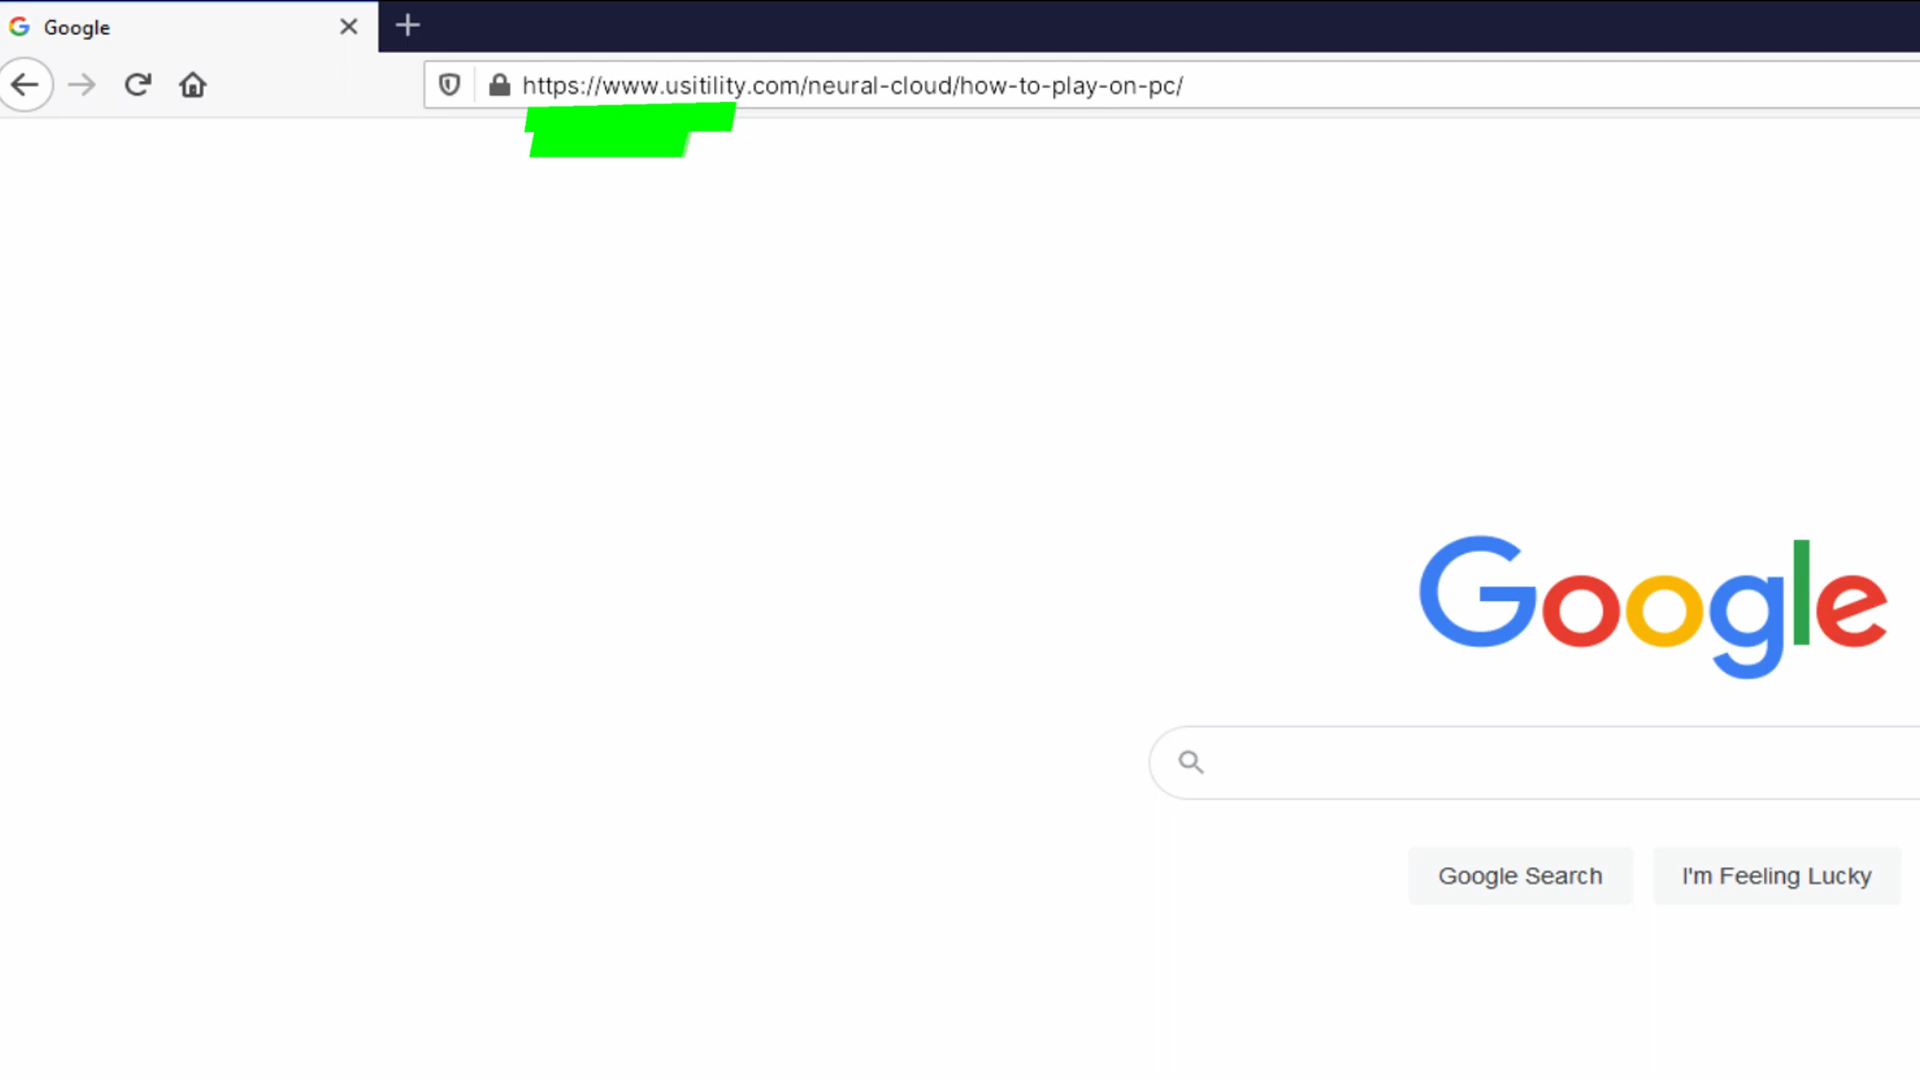 Google
https://www.usitility.com/neural-cloud/how-to-play-on-pc/
Google
Google Search
I'm Feeling Lucky